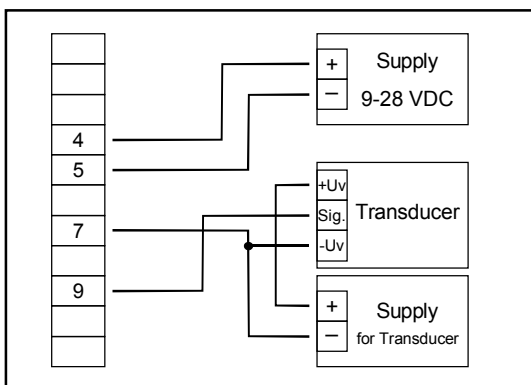 4
5
7
9
+
−
Supply
9-28 VDC
+Uv
Sig.
-Uv
Transducer
+
−
Supply
for Transducer